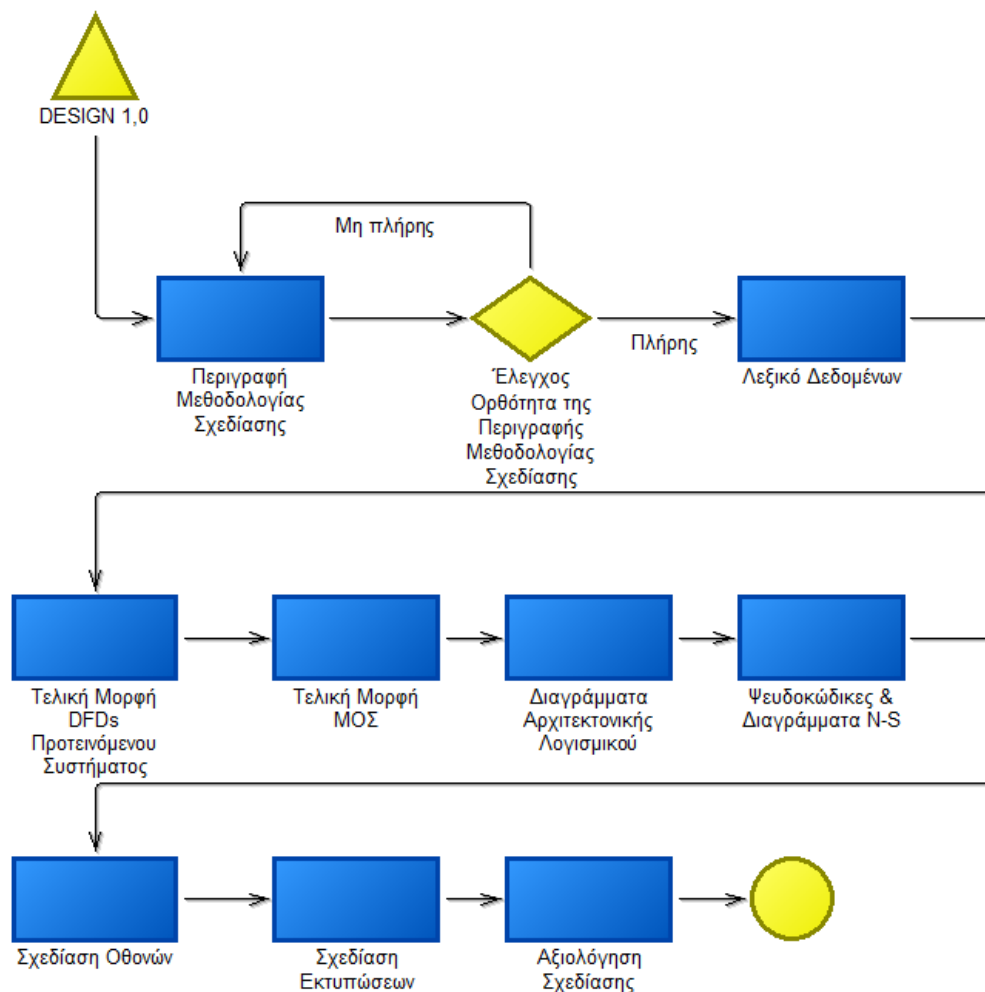 DESIGN 1,0
Μη πλήρης
Πλήρης
Περιγραφή
Μεθοδολογίας
Σχεδίασης
Έλεγχος
Ορθότητα της
Περιγραφής
Μεθοδολογίας
Σχεδίασης
Λεξικό Δεδομένων
Τελική Μορφή
DFDs
Προτεινόμενου
Συστήματος
Τελική Μορφή
ΜΟΣ
Διαγράμματα
Αρχιτεκτονικής
Λογισμικού
Ψευδοκώδικες &
Διαγράμματα N-S
Σχεδίαση Οθονών
Σχεδίαση
Εκτυπώσεων
Αξιολόγηση
Σχεδίασης